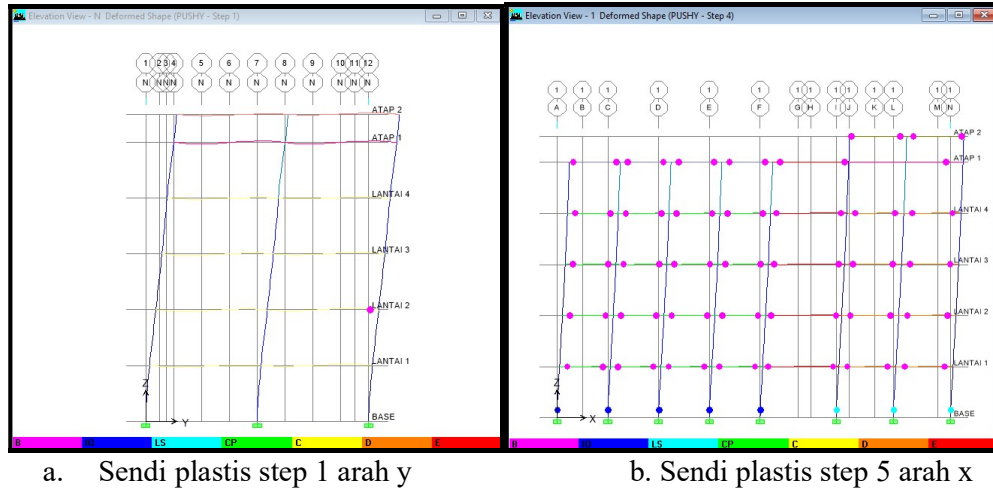 Elevation View - N Deformed Shape (PUSHY - Step 1)
1 2 3 4 5 6 7 8 9 10 11 12
N N N N N N N N N N N N
ATAP 2
ATAP 1
LANTAI 4
LANTAI 3
LANTAI 2
LANTAI 1
Z
Y
BASE
B IO LS CP C D E
a. Sendi plastis step 1 arah y
Elevation View - 1 Deformed Shape (PUSHY - Step 4)
1 1 1 1 1 1 1 1 1 1 1 1 1 1
A B C D E F G H I J K L M N
ATAP 2
ATAP 1
LANTAI 4
LANTAI 3
LANTAI 2
LANTAI 1
Z
X
BASE
B IO LS CP C D E
b. Sendi plastis step 5 arah x